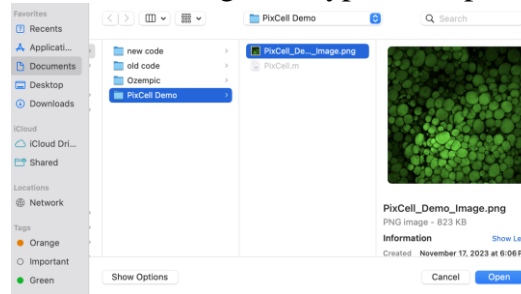 Favorites
Recents
Applicati...
Documents
Desktop
Downloads
iCloud
iCloud Dri...
Shared
Locations
Network
Tags
Orange
Important
Green
PixCell Demo
Search
new code
old code
Ozempic
PixCell Demo
PixCell_De..._Image.png
PixCell.m
PixCell_Demo_Image.png
PNG image - 823 KB
Information
Show Le
Created November 17, 2023 at 6:06 P
Show Options
Cancel
Open